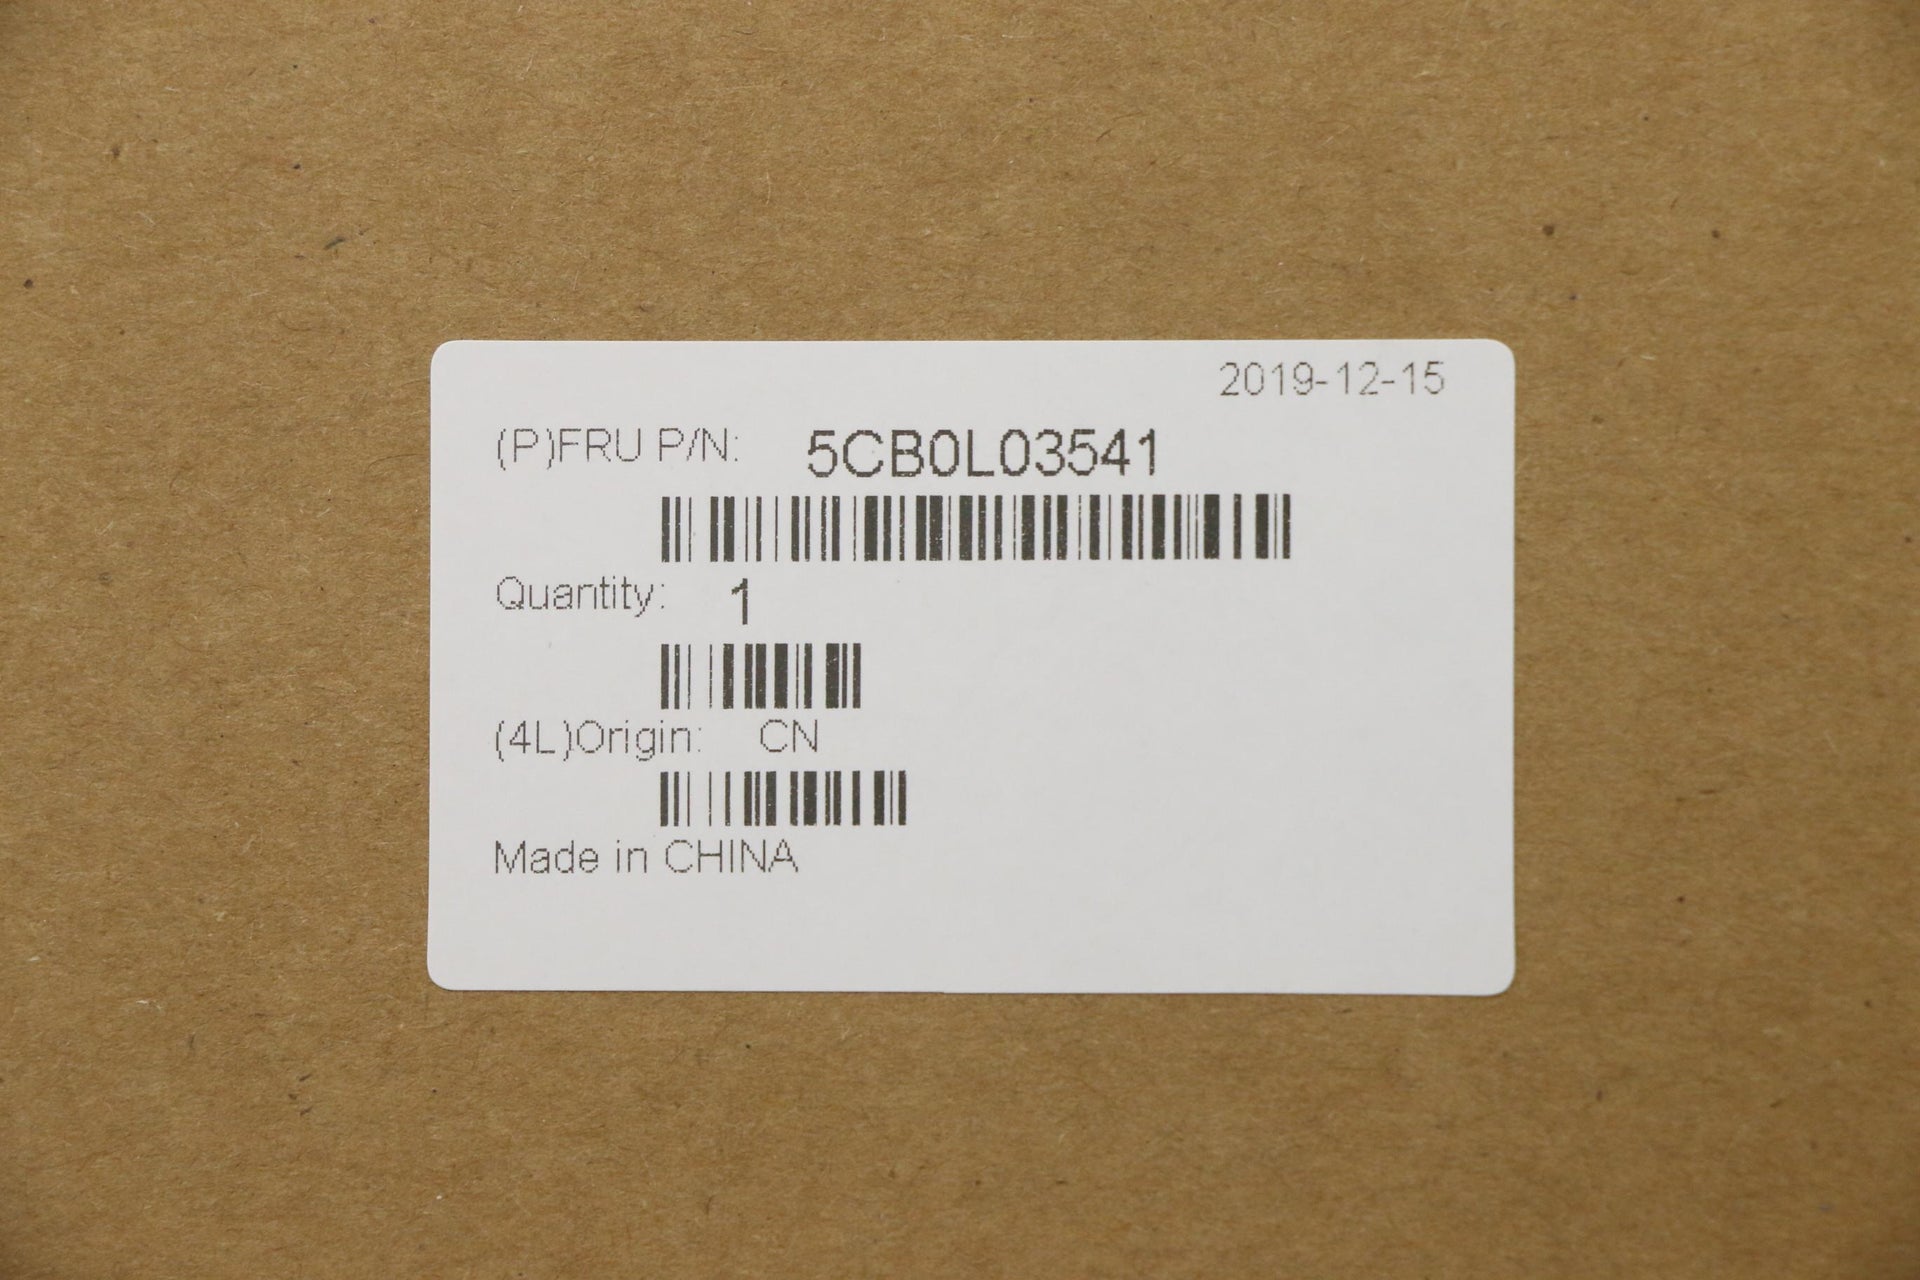 2019-12-15
(P)FRU P/N: 5CB0L03541
Quantity: 1
(4L)Origin: CN
Made in CHINA